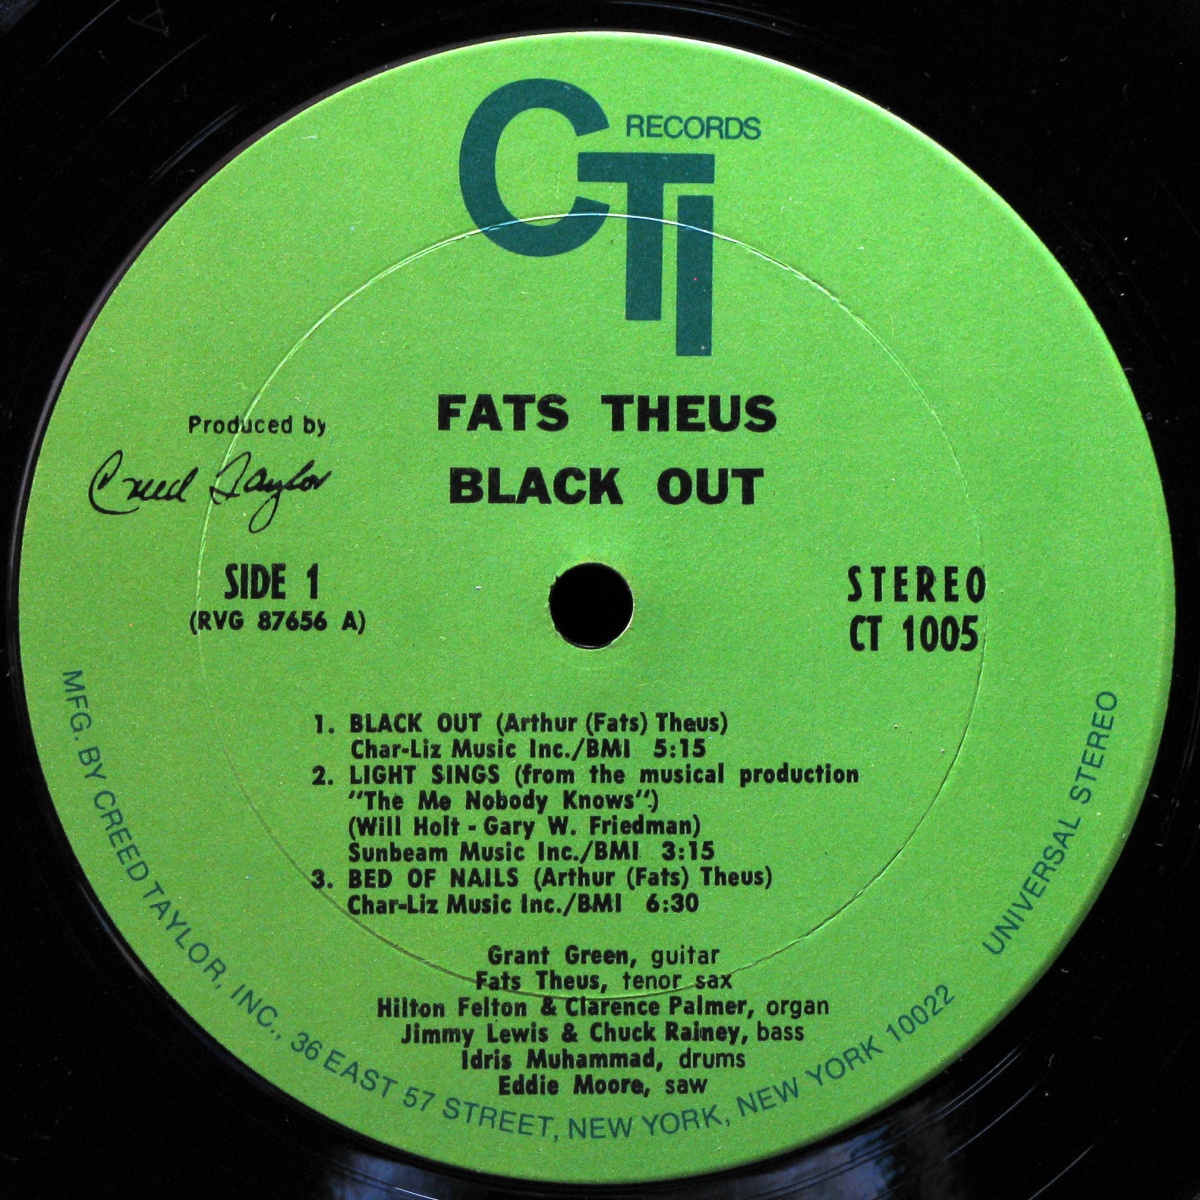 CTI RECORDS
FATS THEUS
BLACK OUT
Produced by
Creed Taylor
SIDE 1
(RVG 87656 A)
STEREO
CT 1005
1. BLACK OUT (Arthur (Fats) Theus)
Char-Liz Music Inc./BMI 5:15
2. LIGHT SINGS (from the musical production
"The Me Nobody Knows".)
(Will Holt - Gary W. Friedman)
Sunbeam Music Inc./BMI 3:15
3. BED OF NAILS (Arthur (Fats) Theus)
Char-Liz Music Inc./BMI 6:30
Grant Green, guitar
Fats Theus, tenor sax
Hilton Felton & Clarence Palmer, organ
Jimmy Lewis & Chuck Rainey, bass
Idris Muhammad, drums
Eddie Moore, saw
MFG. BY CREED TAYLOR, INC., 36 EAST 57 STREET, NEW YORK, NEW YORK 10022
UNIVERSAL STEREO